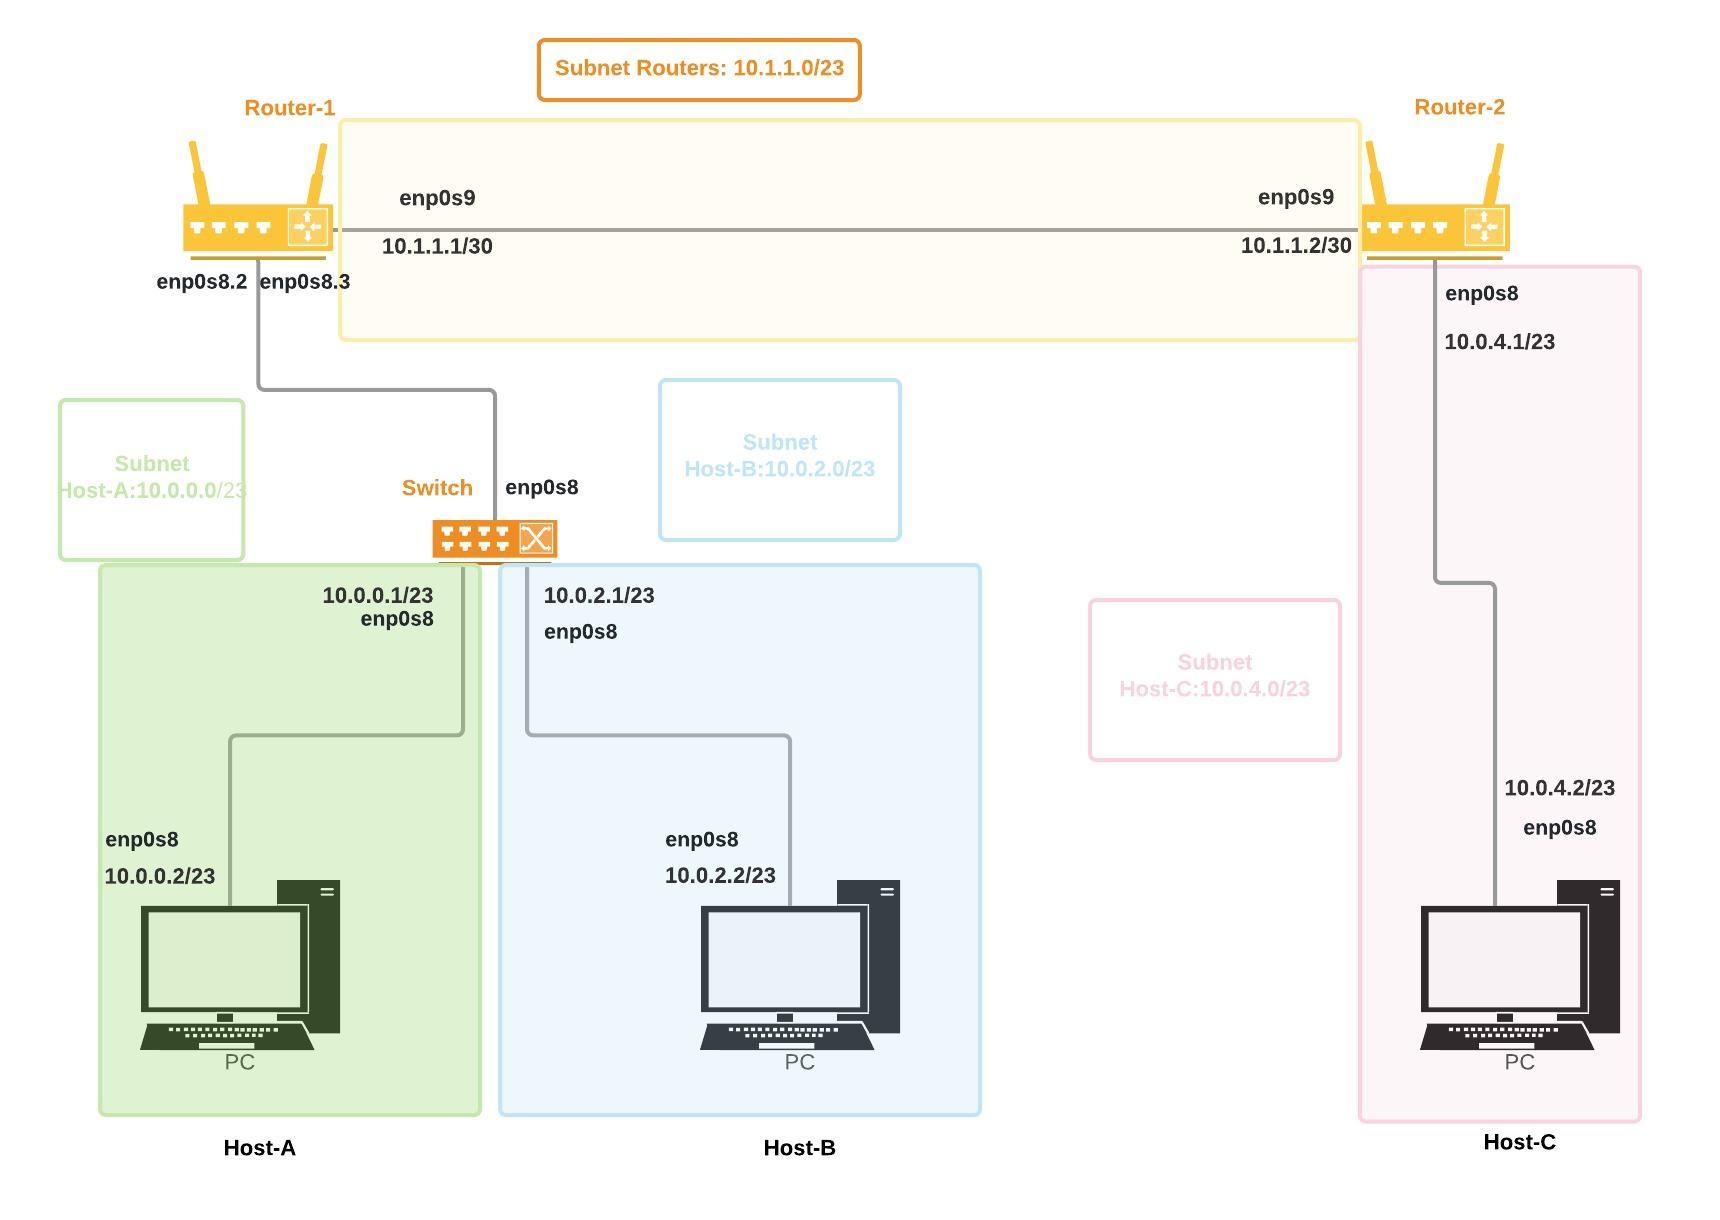 Subnet Routers: 10.1.1.0/23
Router-1
Router-2
enp0s9
enp0s9
10.1.1.1/30
10.1.1.2/30
enp0s8.2
enp0s8.3
enp0s8
10.0.4.1/23
Subnet
Host-A:10.0.0.0/23
Subnet
Host-B:10.0.2.0/23
Switch
enp0s8
10.0.0.1/23
enp0s8
10.0.2.1/23
enp0s8
Subnet
Host-C:10.0.4.0/23
10.0.4.2/23
enp0s8
enp0s8
10.0.0.2/23
enp0s8
10.0.2.2/23
PC
PC
PC
Host-A
Host-B
Host-C